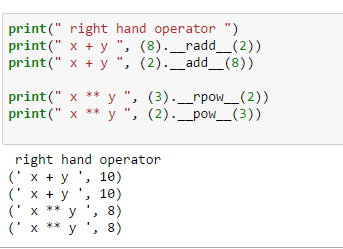 print(" right hand operator ")
print(" x + y ", (8).__radd__(2))
print(" x + y ", (2).__add__(8))
print(" x ** y ", (3).__rpow__(2))
print(" x ** y ", (2).__pow__(3))
right hand operator
(' x + y ', 10)
(' x + y ', 10)
(' x ** y ', 8)
(' x ** y ', 8)